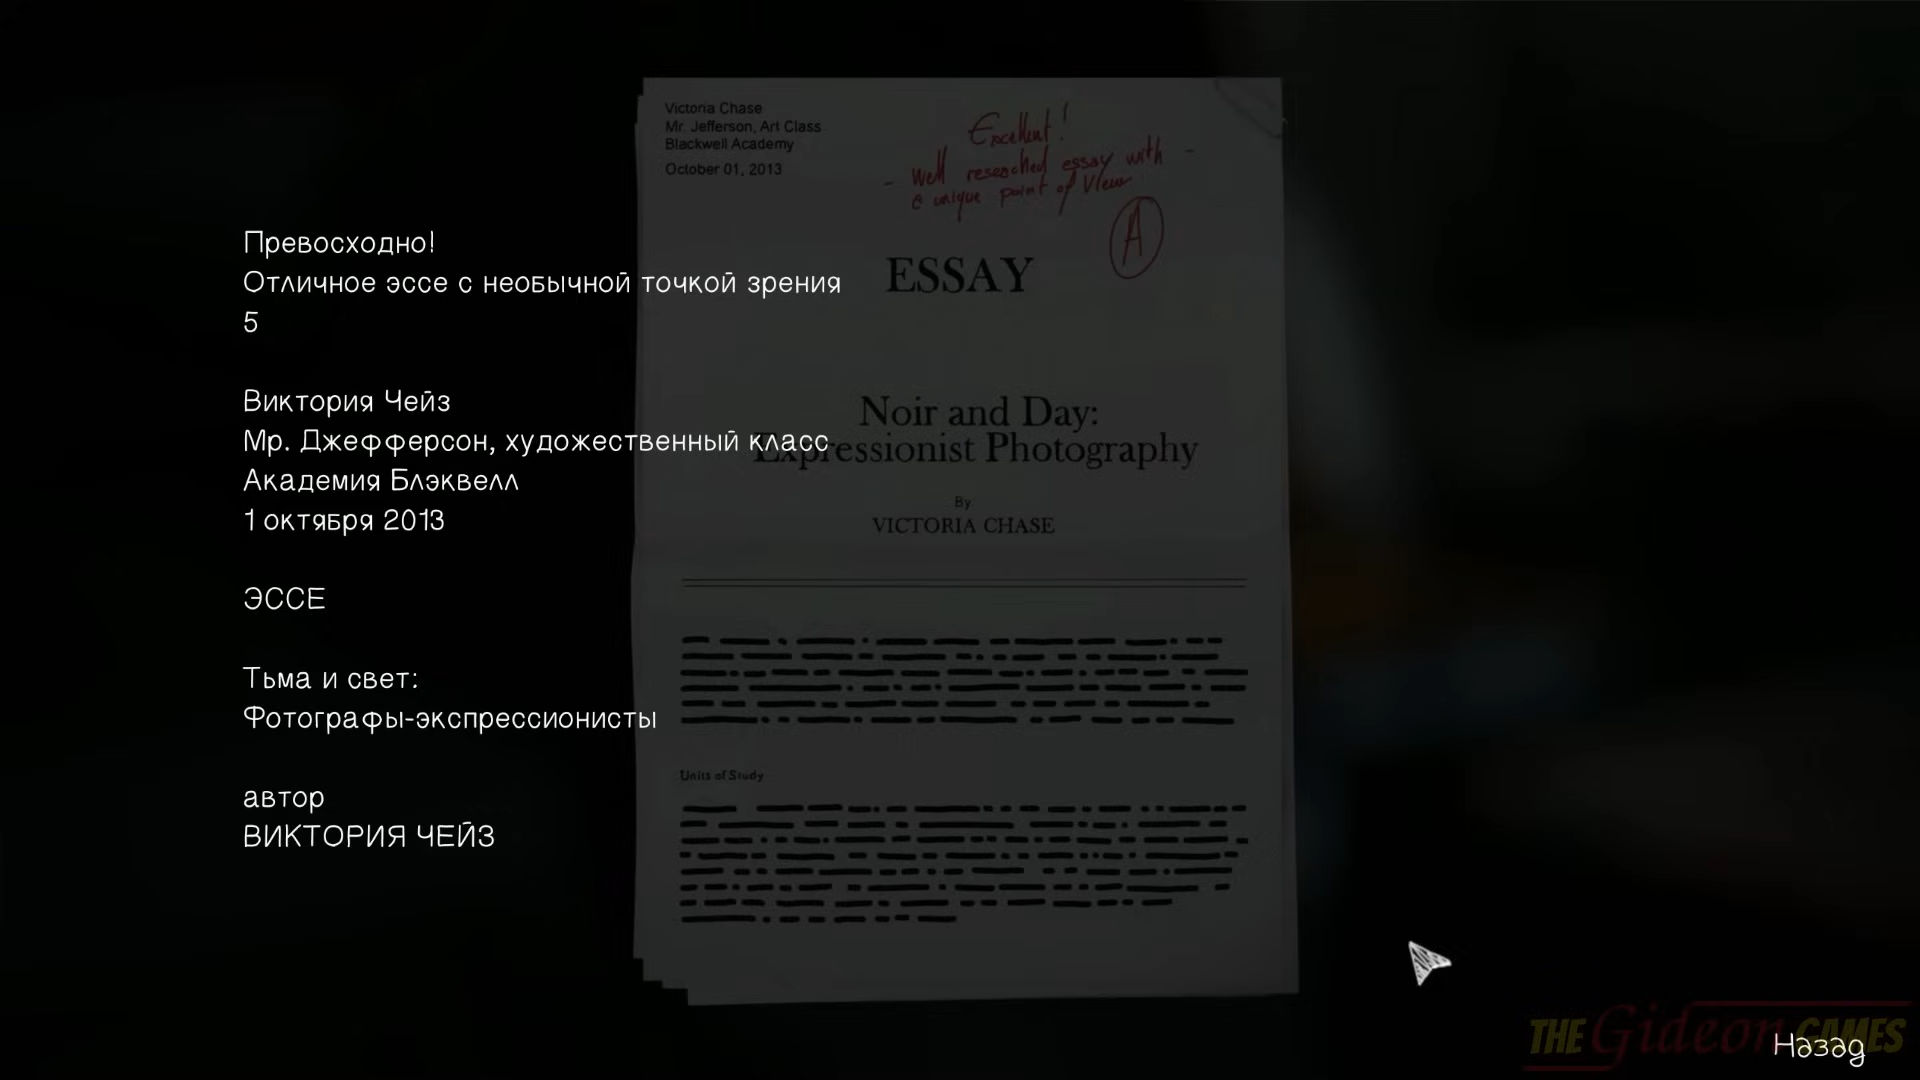 Victoria Chase
Mr. Jefferson, Art Class
Blackwell Academy
October 01, 2013
Excellent!
- Well researched essay with -
a unique point of View
A
ESSAY
Noir and Day:
Expressionist Photography
By
VICTORIA CHASE
Units of Study
Превосходно!
Отличное эссе с необычной точкой зрения
5
Виктория Чейз
Мр. Джефферсон, художественный класс
Академия Блэквелл
1 октября 2013
ЭССЕ
Тьма и свет:
Фотографы-экспрессионисты
автор
ВИКТОРИЯ ЧЕЙЗ
THE Gideon GAMES
Назад